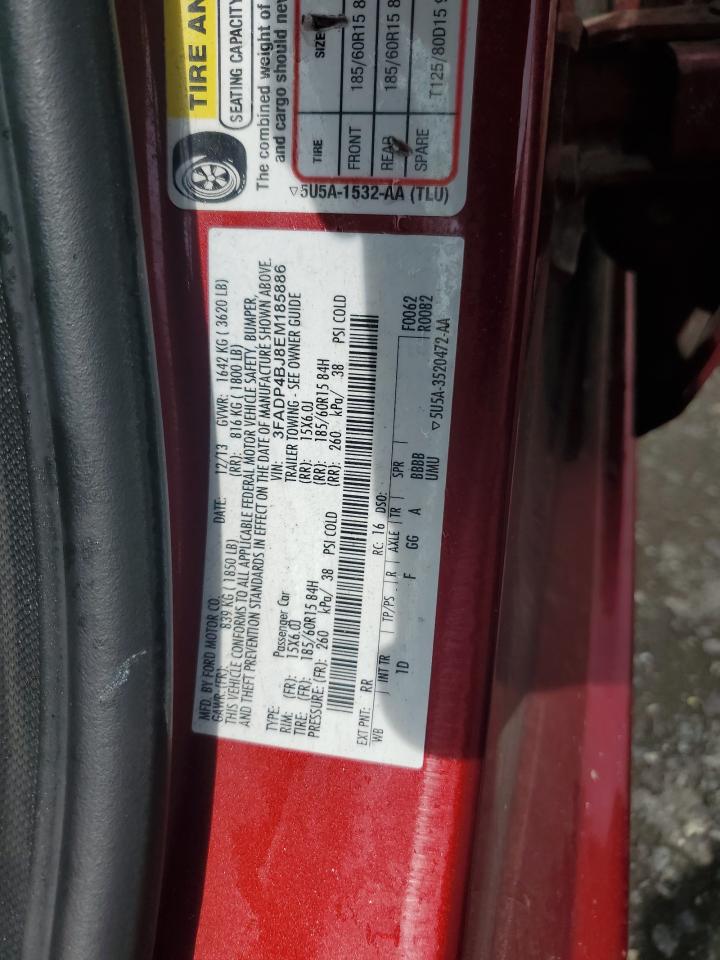 TIRE AN
SEATING CAPACITY
The combined weight of
and cargo should nev
TIRE SIZE
FRONT 185/60R15 8
REAR 185/60R15 8
SPARE T125/80D15 9
▽5U5A-1532-AA (TLU)
MFD. BY FORD MOTOR CO. DATE: 12/13 GVWR: 1642 KG ( 3620 LB)
GAWR (FR): 839 KG ( 1850 LB) (RR): 816 KG ( 1800 LB)
THIS VEHICLE CONFORMS TO ALL APPLICABLE FEDERAL MOTOR VEHICLE SAFETY, BUMPER,
AND THEFT PREVENTION STANDARDS IN EFFECT ON THE DATE OF MANUFACTURE SHOWN ABOVE.
VIN: 3FADP4BJ8EM185886
TYPE: Passenger Car TRAILER TOWING - SEE OWNER GUIDE
RIM: (FR): 15X6.0J (RR): 15X6.0J
TIRE: (FR): 185/60R15 84H (RR): 185/60R15 84H
PRESSURE: (FR): 260 kPa/ 38 PSI COLD (RR): 260 kPa/ 38 PSI COLD
EXT PNT: RR RC: 16 DSO: F0062
WB INT TR TP/PS R AXLE TR SPR R0082
1D F GG A BBBB
UMU
▽5U5A-3520472-AA